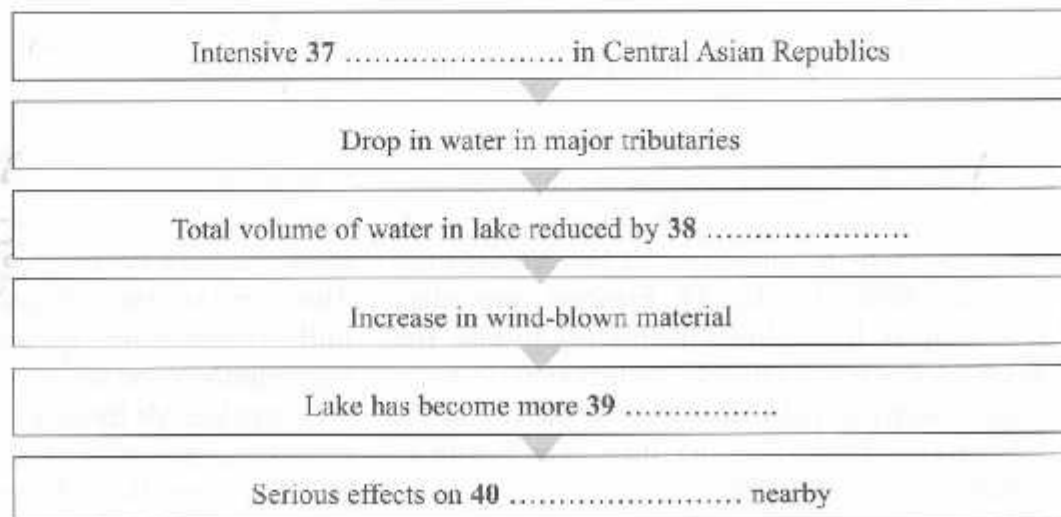 Intensive 37 ........................ in Central Asian Republics
Drop in water in major tributaries
Total volume of water in lake reduced by 38 ......................
Increase in wind-blown material
Lake has become more 39 .................
Serious effects on 40 ......................... nearby